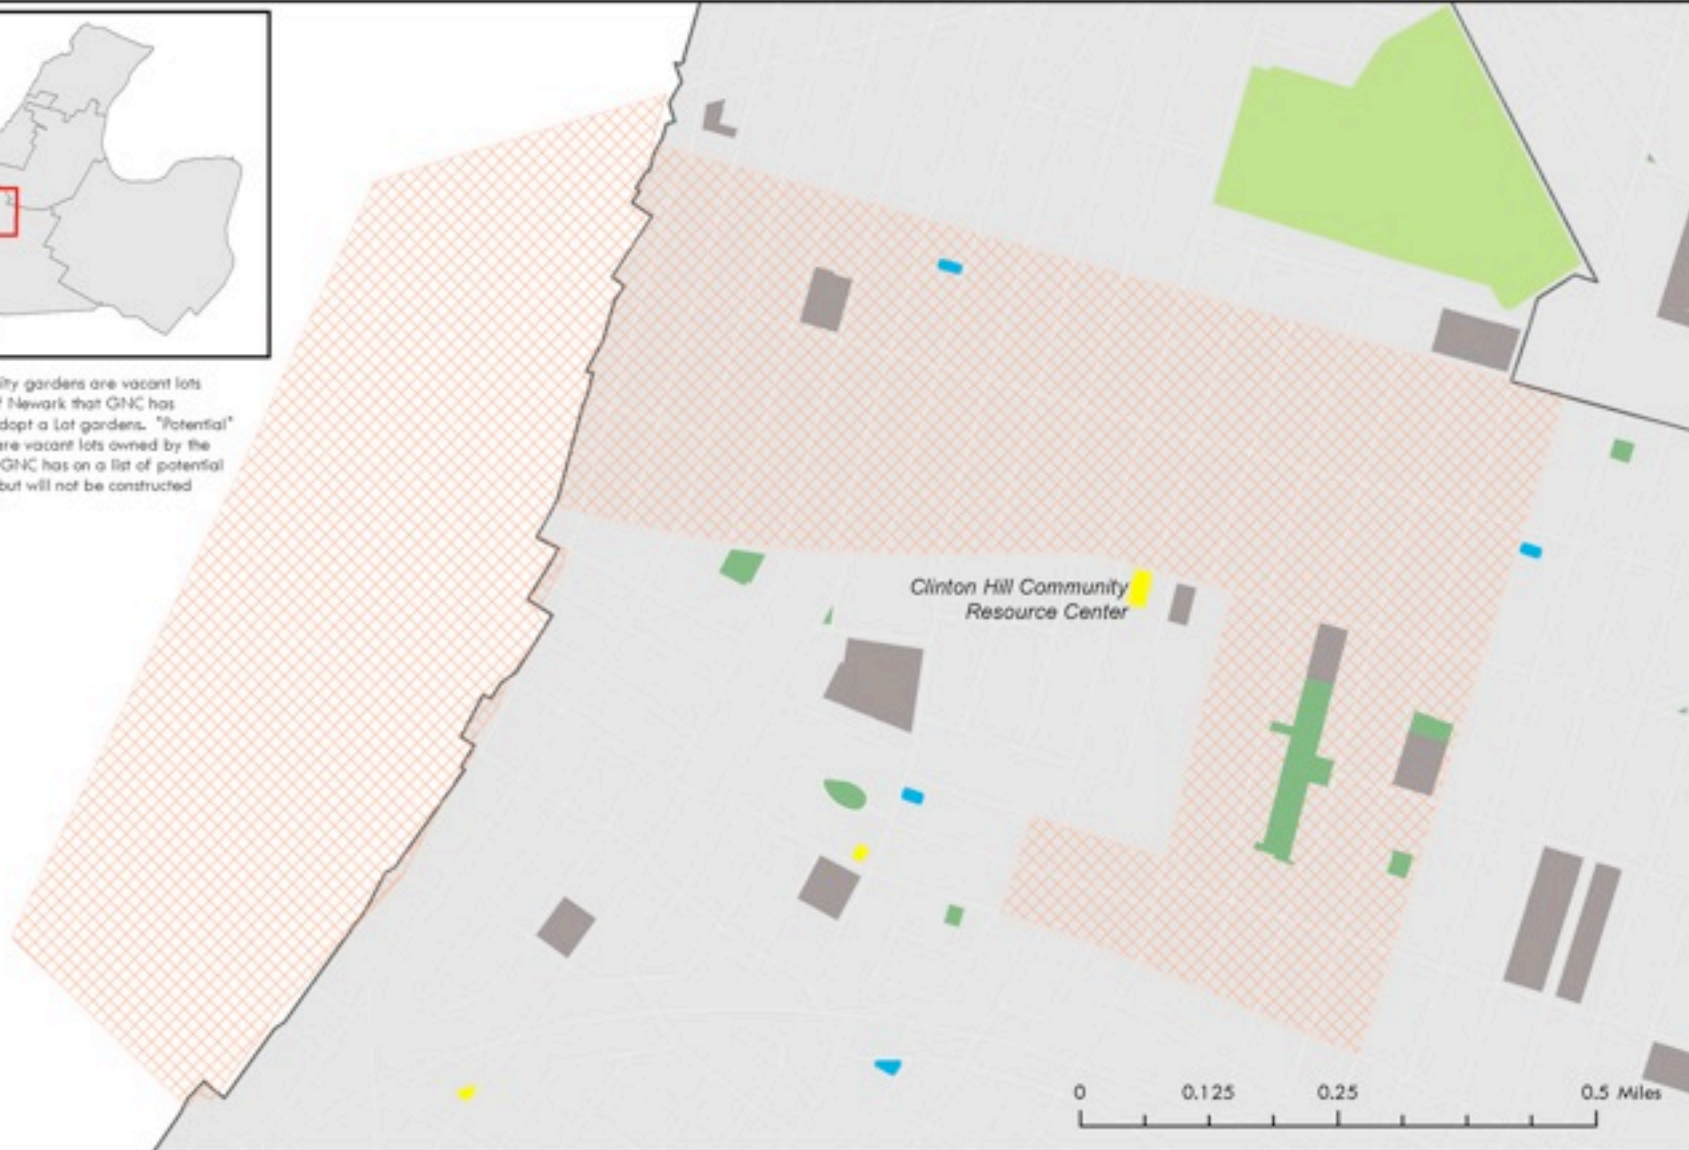 ity gardens are vacant lots
f Newark that GNC has
dopt a Lot gardens. "Potential"
ere vacant lots owned by the
GNC has on a list of potential
but will not be constructed
Clinton Hill Community
Resource Center
0 0.125 0.25 0.5 Miles